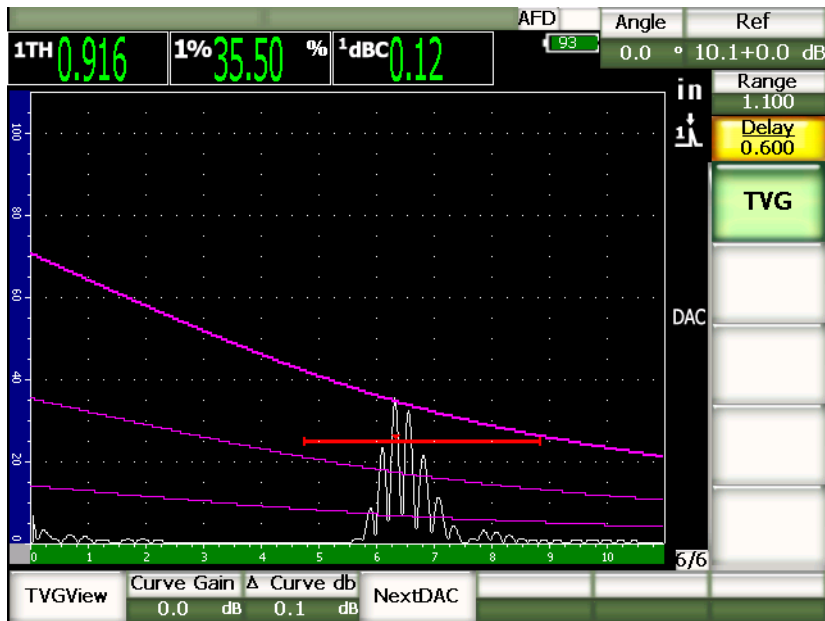 AFD
Angle Ref
93
0.0 ° 10.1+0.0 dB
1TH 0.916 1% 35.50 % 1dBC 0.12
in
Range
1.100
1
Delay
0.600
TVG
DAC
100
80
60
40
20
0
0 1 2 3 4 5 6 7 8 9 10
6/6
TVGView
Curve Gain
0.0 dB
Δ Curve db
0.1 dB
NextDAC